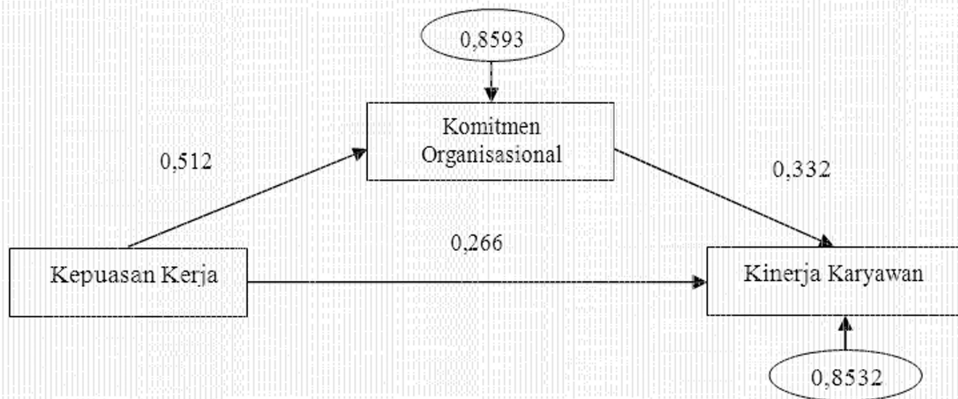 0,8593
Komitmen
Organisasional
0,512
0,332
0,266
Kepuasan Kerja
Kinerja Karyawan
0,8532